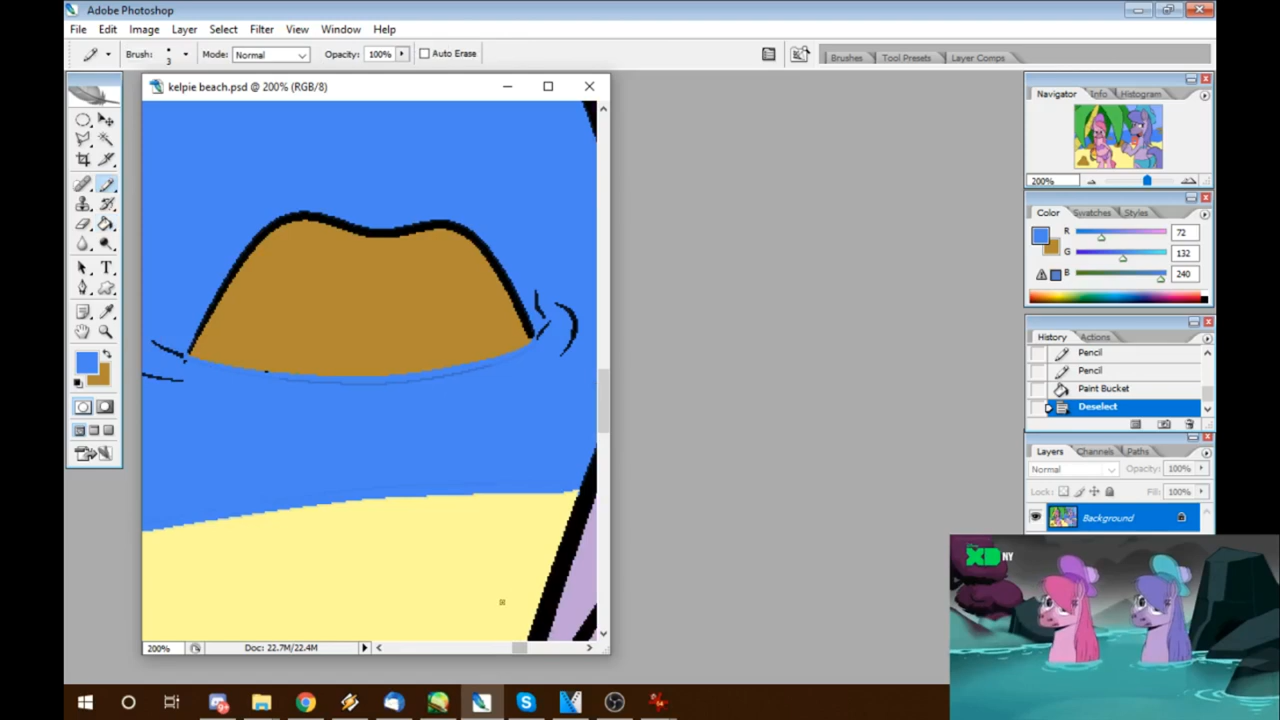 Adobe Photoshop
File Edit Image Layer Select Filter View Window Help
Brush: 3 Mode: Normal Opacity: 100% Auto Erase
Brushes Tool Presets Layer Comps
kelpie beach.psd @ 200% (RGB/8)
Navigator Info Histogram
200%
Color Swatches Styles
R 72
G 132
B 240
History Actions
Pencil
Pencil
Paint Bucket
Deselect
Layers Channels Paths
Normal Opacity: 100%
Lock: Fill: 100%
Background
XD NY
200% Doc: 22.7M/22.4M